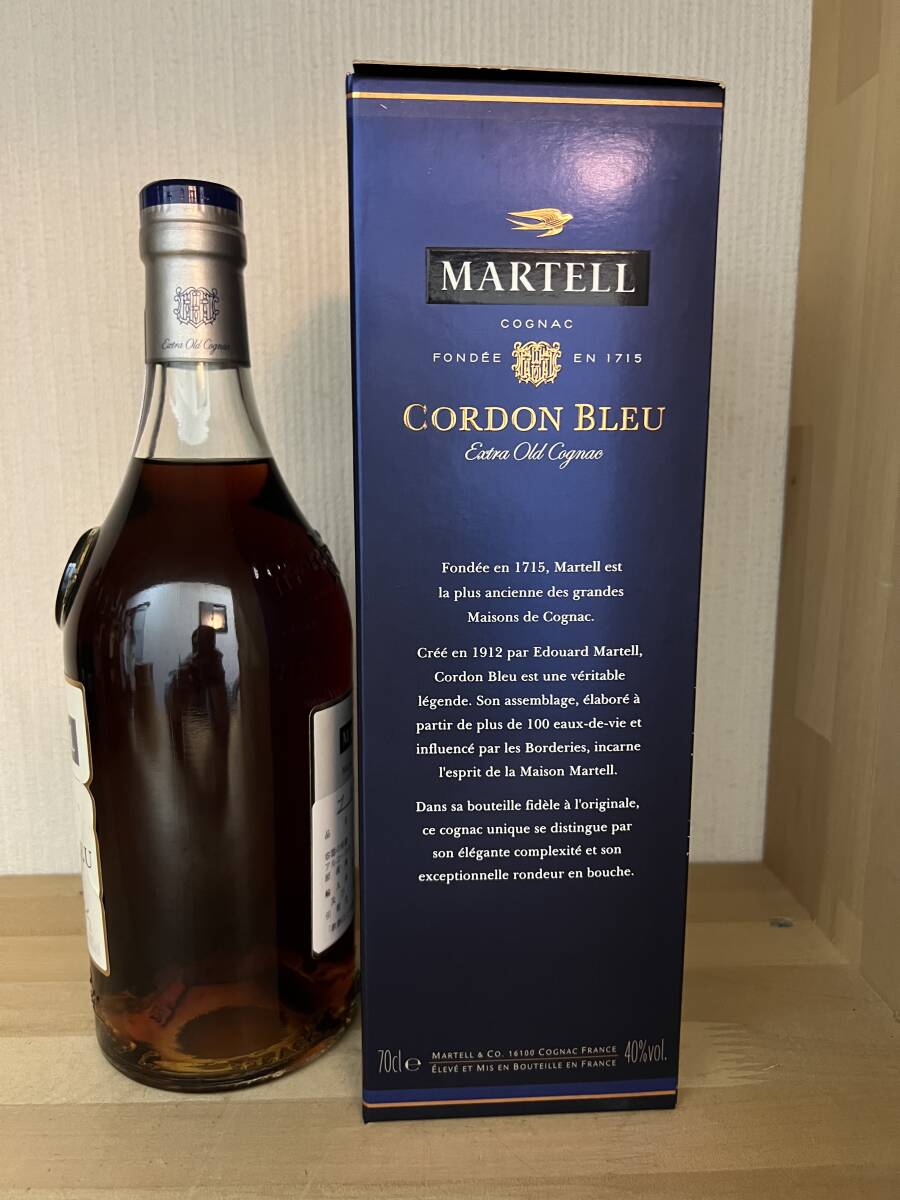 Extra Old Cognac
MARTELL
COGNAC
FONDÉE EN 1715
CORDON BLEU
Extra Old Cognac
Fondée en 1715, Martell est
la plus ancienne des grandes
Maisons de Cognac.
Créé en 1912 par Edouard Martell,
Cordon Bleu est une véritable
légende. Son assemblage, élaboré à
partir de plus de 100 eaux-de-vie et
influencé par les Borderies, incarne
l'esprit de la Maison Martell.
Dans sa bouteille fidèle à l'originale,
ce cognac unique se distingue par
son élégante complexité et son
exceptionnelle rondeur en bouche.
70cl e MARTELL & CO. 16100 COGNAC FRANCE 40%vol.
ÉLEVÉ ET MIS EN BOUTEILLE EN FRANCE